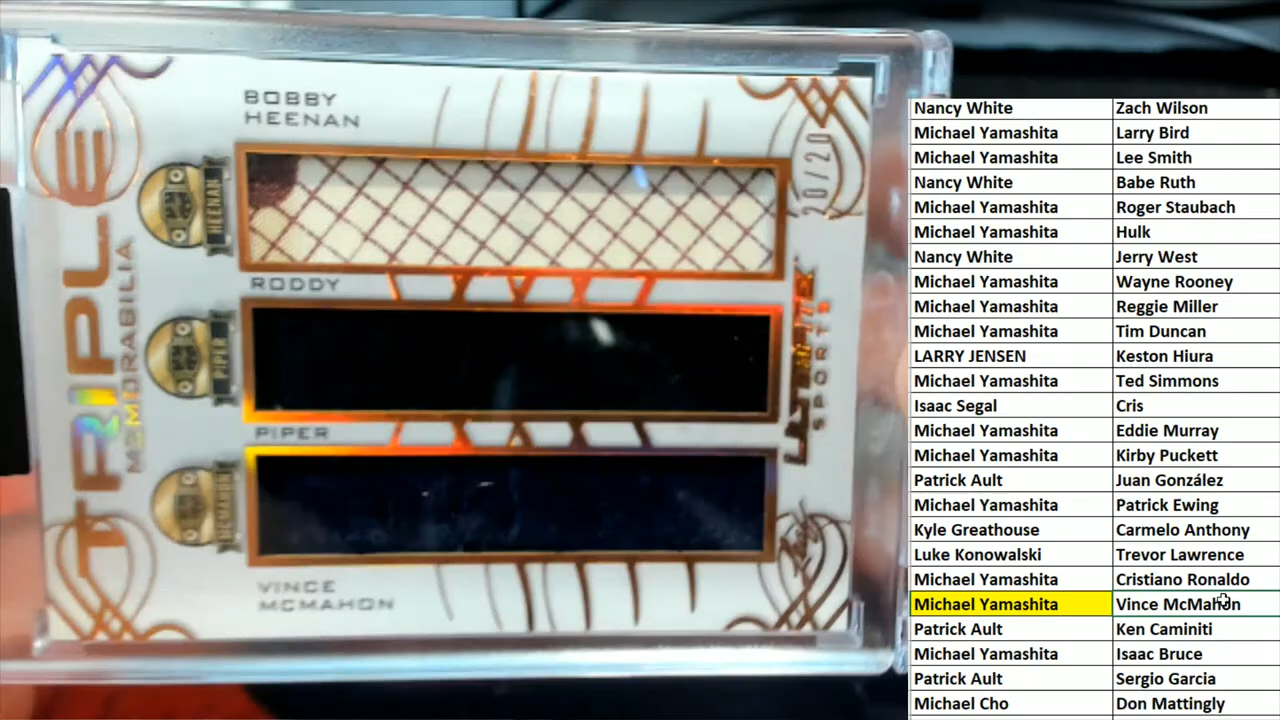 BOBBY
HEENAN
RODDY
PIPER
VINCE
MCMAHON
TRIPLE
MEMORABILIA
HEENAN
PIPER
MCMAHON
20/20
SPORTS
Nancy White Zach Wilson
Michael Yamashita Larry Bird
Michael Yamashita Lee Smith
Nancy White Babe Ruth
Michael Yamashita Roger Staubach
Michael Yamashita Hulk
Nancy White Jerry West
Michael Yamashita Wayne Rooney
Michael Yamashita Reggie Miller
Michael Yamashita Tim Duncan
LARRY JENSEN Keston Hiura
Michael Yamashita Ted Simmons
Isaac Segal Cris
Michael Yamashita Eddie Murray
Michael Yamashita Kirby Puckett
Patrick Ault Juan González
Michael Yamashita Patrick Ewing
Kyle Greathouse Carmelo Anthony
Luke Konowalski Trevor Lawrence
Michael Yamashita Cristiano Ronaldo
Michael Yamashita Vince McMahon
Patrick Ault Ken Caminiti
Michael Yamashita Isaac Bruce
Patrick Ault Sergio Garcia
Michael Cho Don Mattingly